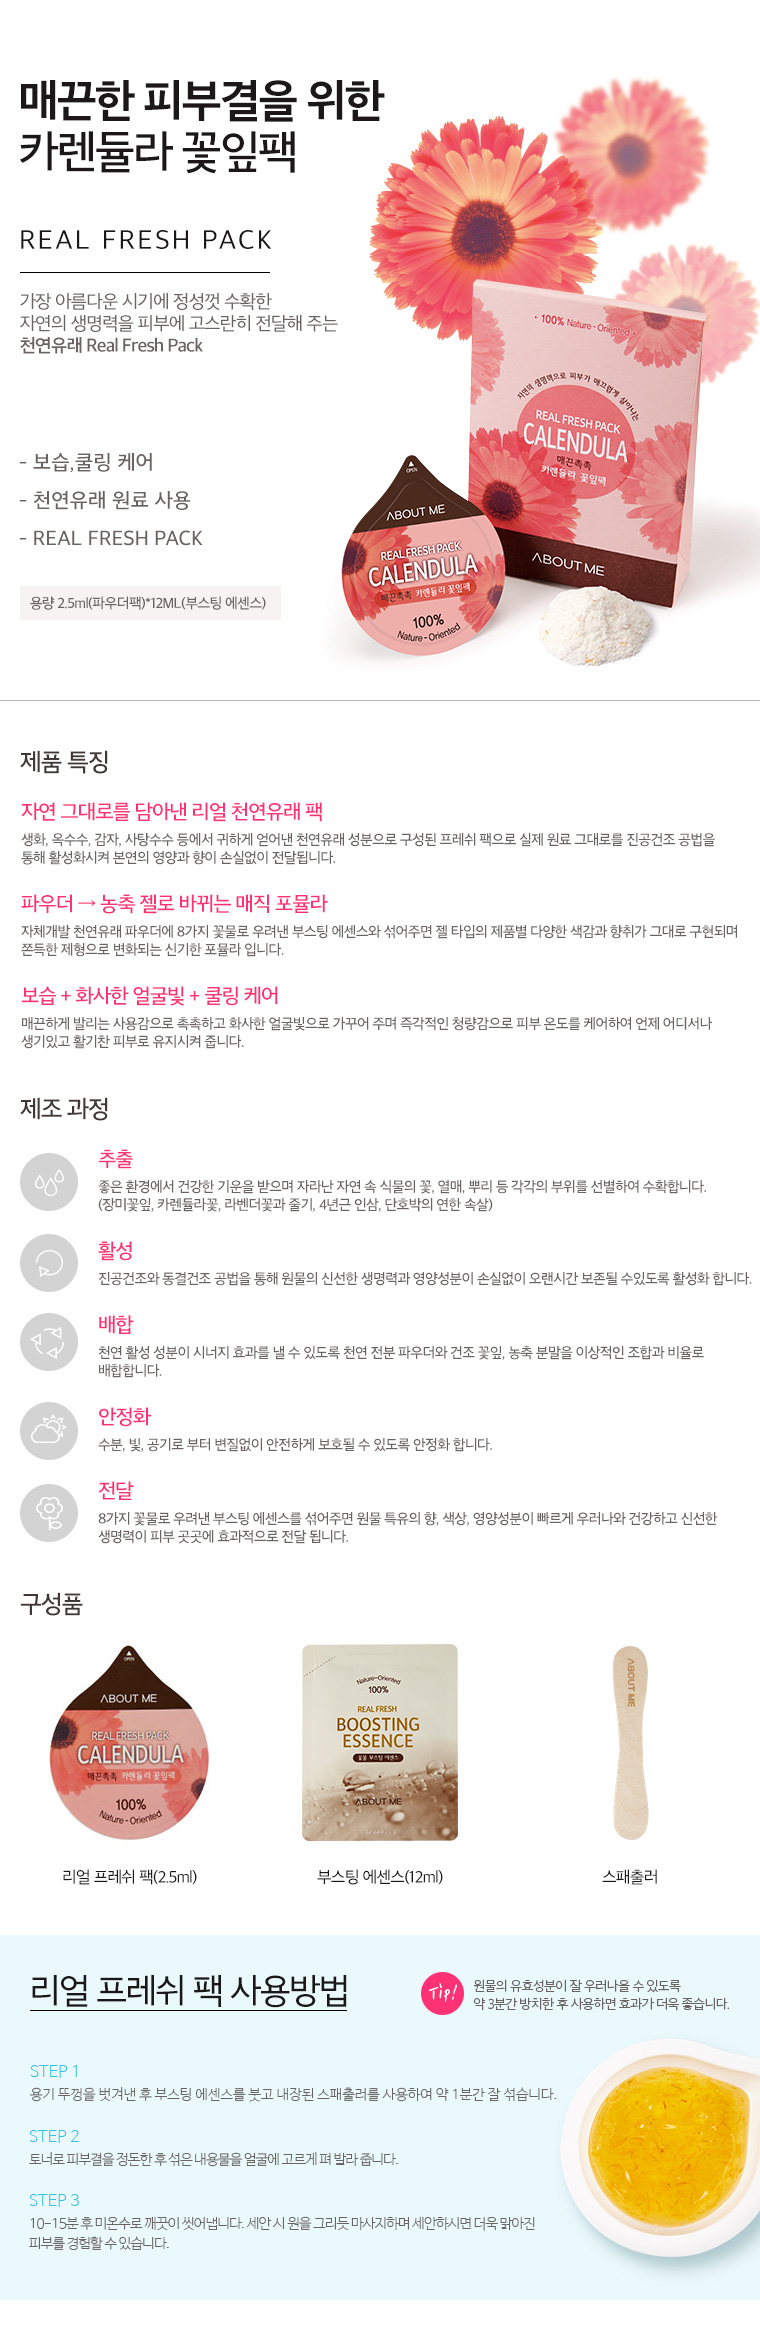 매끈한 피부결을 위한
카렌듈라 꽃잎팩
REAL FRESH PACK
가장 아름다운 시기에 정성껏 수확한
자연의 생명력을 피부에 고스란히 전달해 주는
천연유래 Real Fresh Pack
- 보습,쿨링 케어
- 천연유래 원료 사용
- REAL FRESH PACK
용량 2.5ml(파우더팩)*12ML(부스팅 에센스)
· 100% Nature-Oriented ·
자연의 생명력으로 피부가 매끄럽게 살아나는
REAL FRESH PACK
CALENDULA
매끈촉촉
카렌듈라 꽃잎팩
ABOUT ME
OPEN
ABOUT ME
REAL FRESH PACK
CALENDULA
매끈촉촉 카렌듈라 꽃잎팩
100%
Nature-Oriented
제품 특징
자연 그대로를 담아낸 리얼 천연유래 팩
생화, 옥수수, 감자, 사탕수수 등에서 귀하게 얻어낸 천연유래 성분으로 구성된 프레쉬 팩으로 실제 원료 그대로를 진공건조 공법을
통해 활성화시켜 본연의 영양과 향이 손실없이 전달됩니다.
파우더 → 농축 젤로 바뀌는 매직 포뮬라
자체개발 천연유래 파우더에 8가지 꽃물로 우려낸 부스팅 에센스와 섞어주면 젤 타입의 제품별 다양한 색감과 향취가 그대로 구현되며
쫀득한 제형으로 변화되는 신기한 포뮬라 입니다.
보습 + 화사한 얼굴빛 + 쿨링 케어
매끈하게 발리는 사용감으로 촉촉하고 화사한 얼굴빛으로 가꾸어 주며 즉각적인 청량감으로 피부 온도를 케어하여 언제 어디서나
생기있고 활기찬 피부로 유지시켜 줍니다.
제조 과정
추출
좋은 환경에서 건강한 기운을 받으며 자라난 자연 속 식물의 꽃, 열매, 뿌리 등 각각의 부위를 선별하여 수확합니다.
(장미꽃잎, 카렌듈라꽃, 라벤더꽃과 줄기, 4년근 인삼, 단호박의 연한 속살)
활성
진공건조와 동결건조 공법을 통해 원물의 신선한 생명력과 영양성분이 손실없이 오랜시간 보존될 수있도록 활성화 합니다.
배합
천연 활성 성분이 시너지 효과를 낼 수 있도록 천연 전분 파우더와 건조 꽃잎, 농축 분말을 이상적인 조합과 비율로
배합합니다.
안정화
수분, 빛, 공기로 부터 변질없이 안전하게 보호될 수 있도록 안정화 합니다.
전달
8가지 꽃물로 우려낸 부스팅 에센스를 섞어주면 원물 특유의 향, 색상, 영양성분이 빠르게 우러나와 건강하고 신선한
생명력이 피부 곳곳에 효과적으로 전달 됩니다.
구성품
OPEN
ABOUT ME
REAL FRESH PACK
CALENDULA
매끈촉촉 카렌듈라 꽃잎팩
100%
Nature-Oriented
Nature-Oriented
100%
REAL FRESH
BOOSTING
ESSENCE
꽃물 부스팅 에센스
ABOUT ME
ABOUT ME
리얼 프레쉬 팩(2.5ml)
부스팅 에센스(12ml)
스패출러
리얼 프레쉬 팩 사용방법
Tip!
원물의 유효성분이 잘 우러나올 수 있도록
약 3분간 방치한 후 사용하면 효과가 더욱 좋습니다.
STEP 1
용기 뚜껑을 벗겨낸 후 부스팅 에센스를 붓고 내장된 스패출러를 사용하여 약 1분간 잘 섞습니다.
STEP 2
토너로 피부결을 정돈한 후 섞은 내용물을 얼굴에 고르게 펴 발라 줍니다.
STEP 3
10-15분 후 미온수로 깨끗이 씻어냅니다. 세안 시 원을 그리듯 마사지하며 세안하시면 더욱 맑아진
피부를 경험할 수 있습니다.